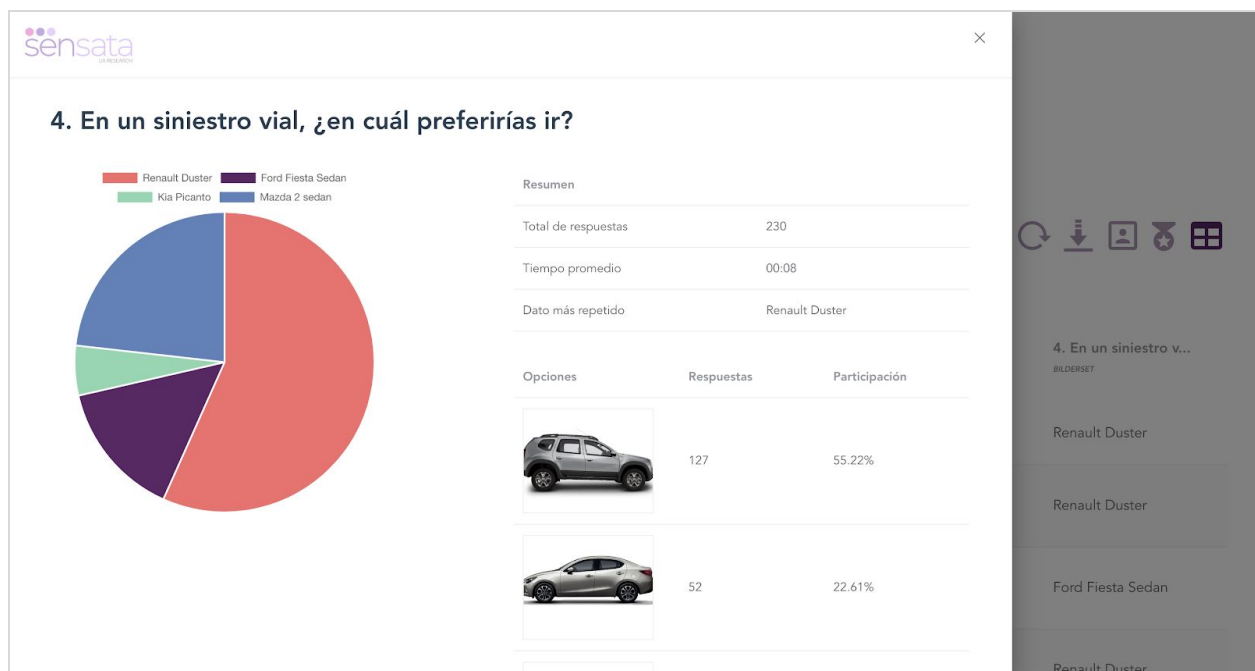 sensata
UX RESEARCH
4. En un siniestro vial, ¿en cuál preferirías ir?
Renault Duster
Ford Fiesta Sedan
Kia Picanto
Mazda 2 sedan
Resumen
Total de respuestas 230
Tiempo promedio 00:08
Dato más repetido Renault Duster
Opciones Respuestas Participación
127 55.22%
52 22.61%
4. En un siniestro v...
BILDERSET
Renault Duster
Renault Duster
Ford Fiesta Sedan
Renault Duster